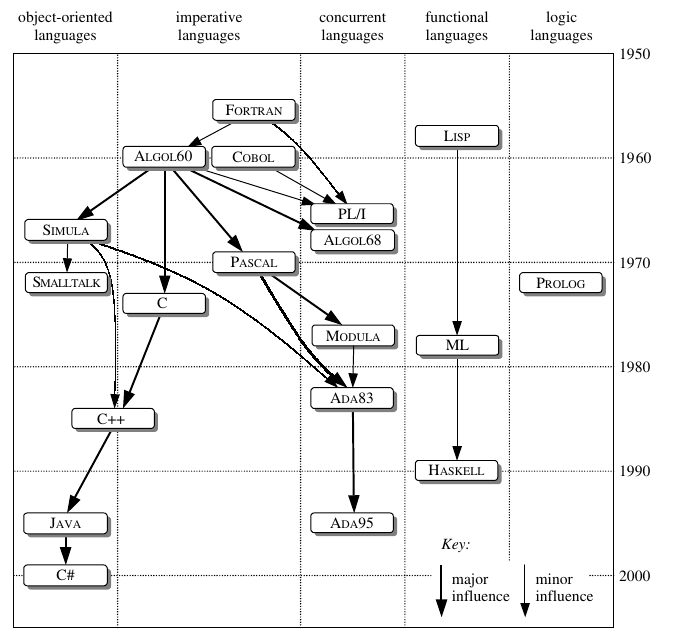 object-oriented languages
imperative languages
concurrent languages
functional languages
logic languages
1950
FORTRAN
LISP
ALGOL60
COBOL
1960
PL/I
SIMULA
ALGOL68
PASCAL
1970
SMALLTALK
PROLOG
C
MODULA
ML
1980
ADA83
C++
HASKELL
1990
JAVA
ADA95
Key:
C#
2000
major influence
minor influence